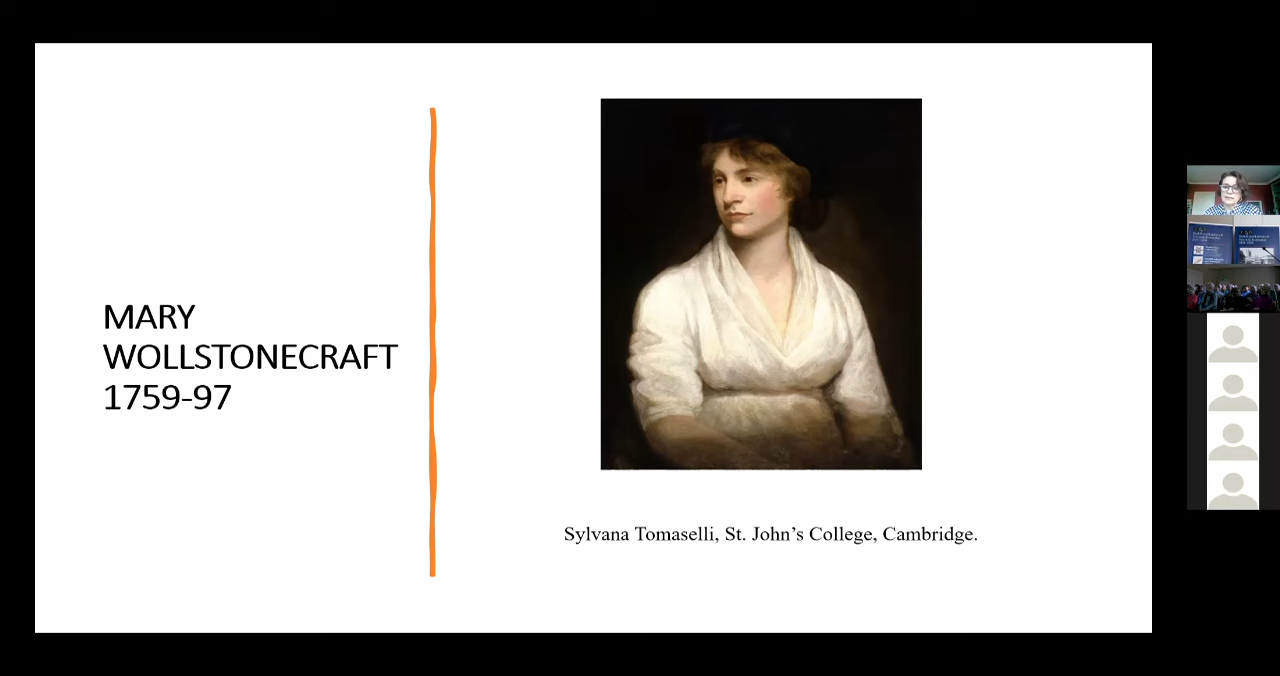 MARY
WOLLSTONECRAFT
1759-97
Sylvana Tomaselli, St. John’s College, Cambridge.